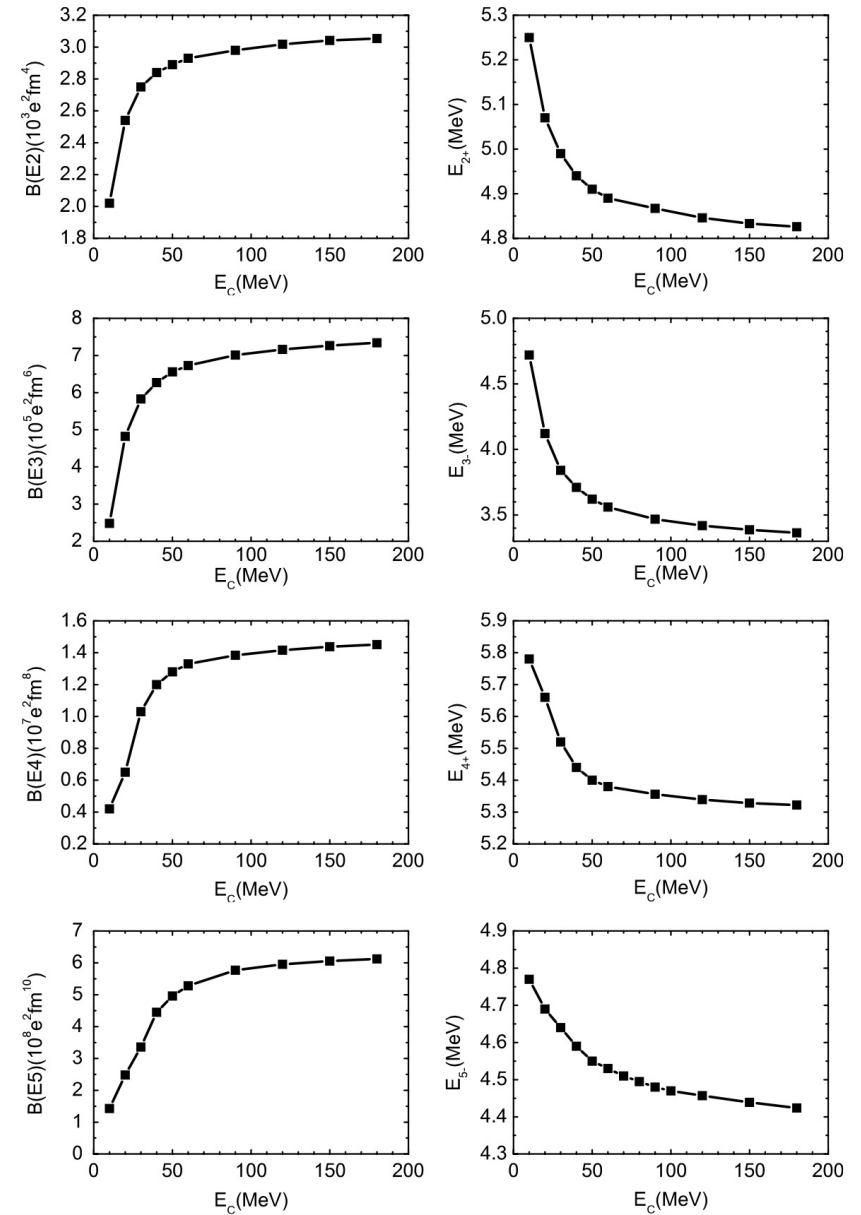 3.2
3.0
2.8
2.6
2.4
2.2
2.0
1.8
B(E2)(10³e²fm⁴)
0 50 100 150 200
E_C(MeV)
5.3
5.2
5.1
5.0
4.9
4.8
E_2+(MeV)
0 50 100 150 200
E_C(MeV)
8
7
6
5
4
3
2
B(E3)(10⁵e²fm⁶)
0 50 100 150 200
E_C(MeV)
5.0
4.5
4.0
3.5
E_3-(MeV)
0 50 100 150 200
E_C(MeV)
1.6
1.4
1.2
1.0
0.8
0.6
0.4
0.2
B(E4)(10⁷e²fm⁸)
0 50 100 150 200
E_C(MeV)
5.9
5.8
5.7
5.6
5.5
5.4
5.3
5.2
E_4+(MeV)
0 50 100 150 200
E_C(MeV)
7
6
5
4
3
2
1
0
B(E5)(10⁸e²fm¹⁰)
0 50 100 150 200
E_C(MeV)
4.9
4.8
4.7
4.6
4.5
4.4
4.3
E_5-(MeV)
0 50 100 150 200
E_C(MeV)